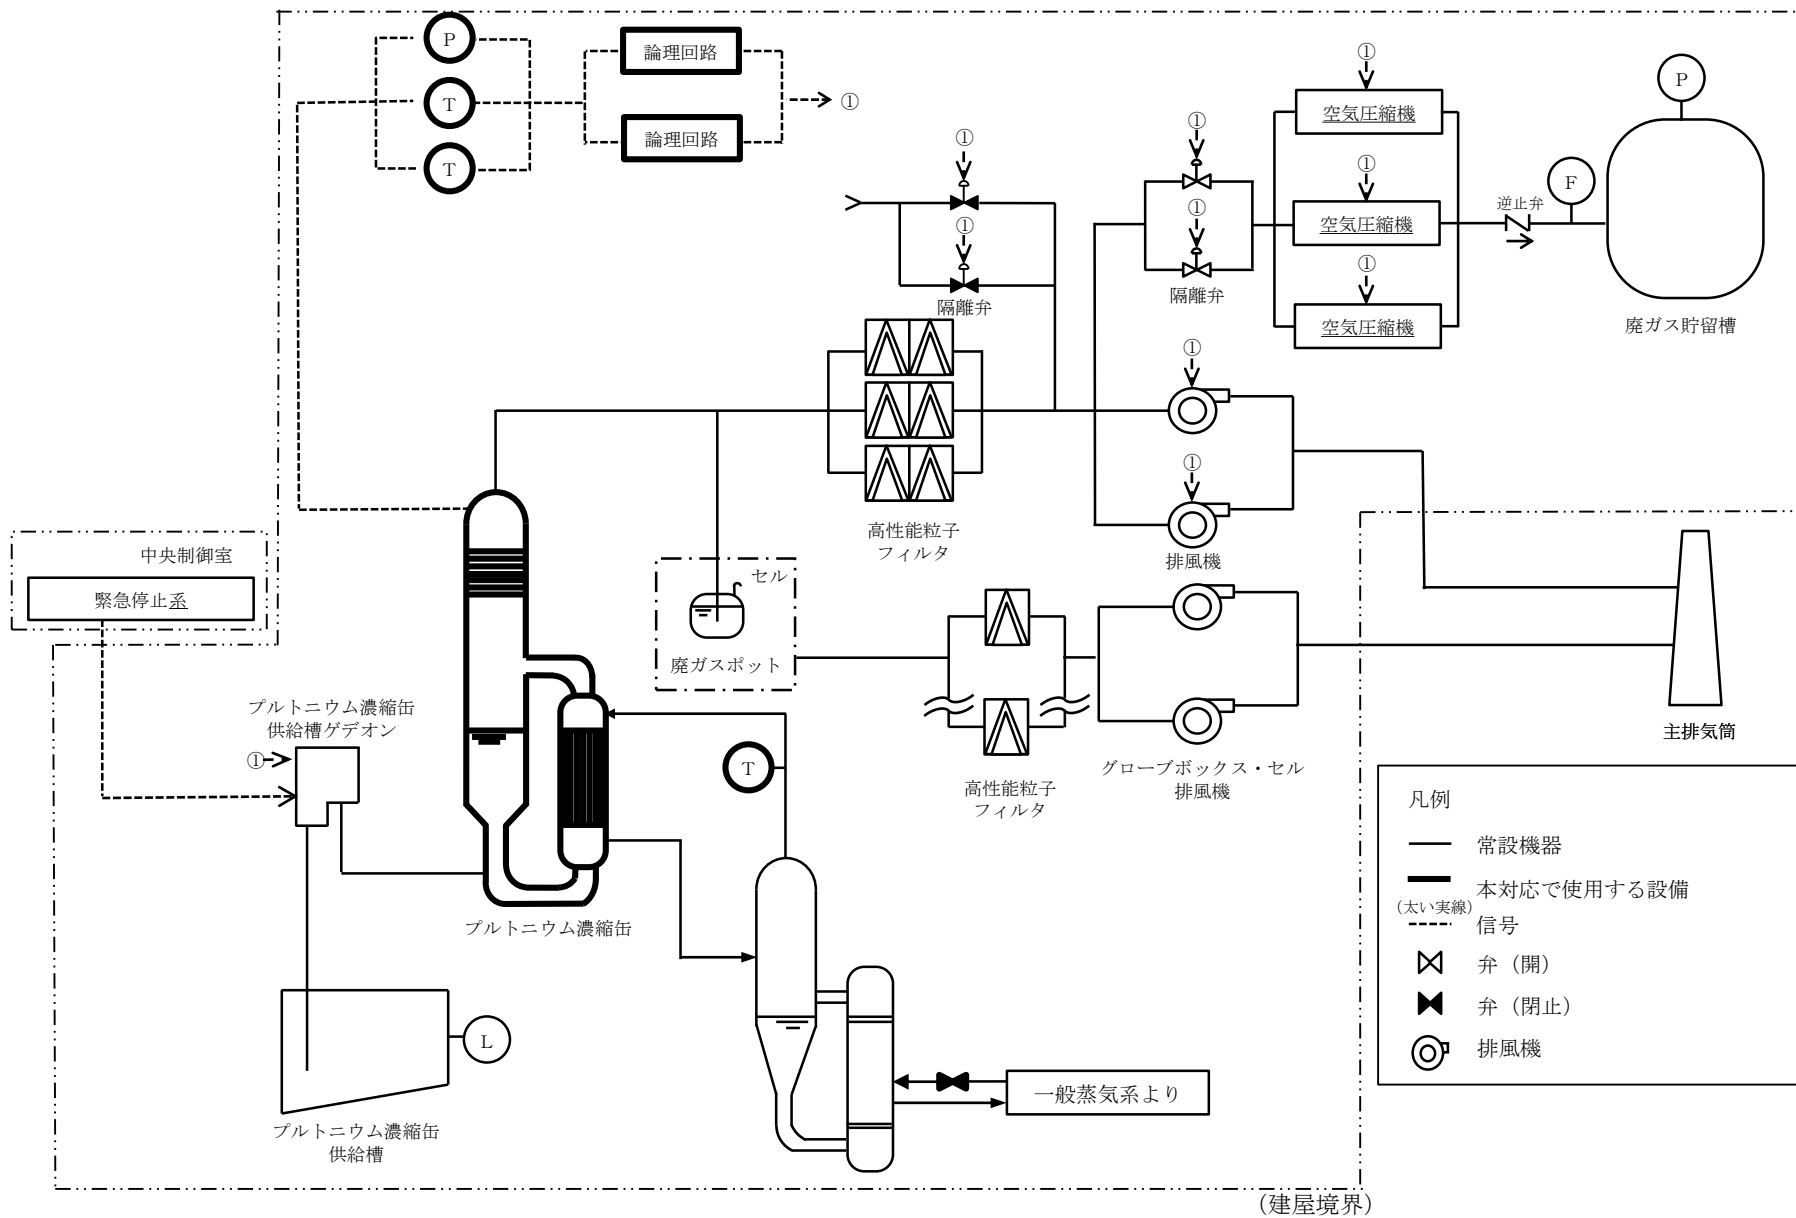 P
論理回路
①
P
T
①
空気圧縮機
論理回路
①
①
T
①
空気圧縮機
F
逆止弁
①
①
隔離弁
①
空気圧縮機
隔離弁
廃ガス貯留槽
①
①
高性能粒子
フィルタ
排風機
中央制御室
緊急停止系
セル
廃ガスポット
プルトニウム濃縮缶
供給槽ゲデオン
①
T
高性能粒子
フィルタ
グローブボックス・セル
排風機
主排気筒
プルトニウム濃縮缶
L
プルトニウム濃縮缶
供給槽
一般蒸気系より
凡例
常設機器
本対応で使用する設備
(太い実線)
信号
弁（開）
弁（閉止）
排風機
(建屋境界)